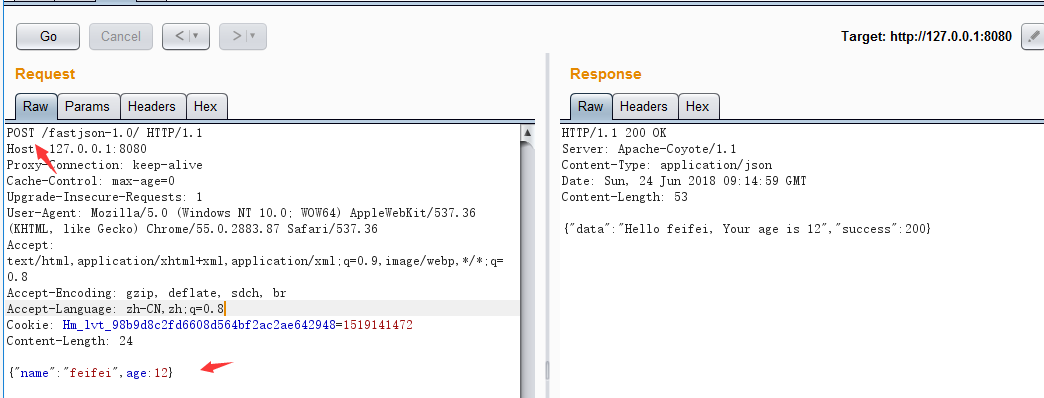 Go
Cancel
<
>
Target: http://127.0.0.1:8080
Request
Raw
Params
Headers
Hex
POST /fastjson-1.0/ HTTP/1.1
Host: 127.0.0.1:8080
Proxy-Connection: keep-alive
Cache-Control: max-age=0
Upgrade-Insecure-Requests: 1
User-Agent: Mozilla/5.0 (Windows NT 10.0; WOW64) AppleWebKit/537.36
(KHTML, like Gecko) Chrome/55.0.2883.87 Safari/537.36
Accept:
text/html,application/xhtml+xml,application/xml;q=0.9,image/webp,*/*;q=
0.8
Accept-Encoding: gzip, deflate, sdch, br
Accept-Language: zh-CN,zh;q=0.8
Cookie: Hm_lvt_98b9d8c2fd6608d564bf2ac2ae642948=1519141472
Content-Length: 24
{"name":"feifei",age:12}
Response
Raw
Headers
Hex
HTTP/1.1 200 OK
Server: Apache-Coyote/1.1
Content-Type: application/json
Date: Sun, 24 Jun 2018 09:14:59 GMT
Content-Length: 53
{"data":"Hello feifei, Your age is 12","success":200}